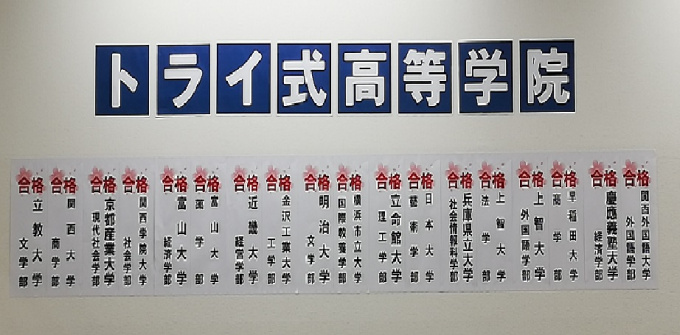 トライ式高等学院
合格
関西外国語大学
外国語学部
合格
慶應義塾大学
経済学部
合格
早稲田大学
商学部
合格
上智大学
外国語学部
合格
上智大学
法学部
合格
兵庫県立大学
社会情報科学部
合格
日本大学
藝術学部
合格
立命館大学
理工学部
合格
横浜市立大学
国際教養学部
合格
明治大学
文学部
合格
金沢工業大学
工学部
合格
近畿大学
経営学部
合格
富山大学
薬学部
合格
富山大学
経済学部
合格
関西学院大学
社会学部
合格
京都産業大学
現代社会学部
合格
関西大学
商学部
合格
立教大学
文学部